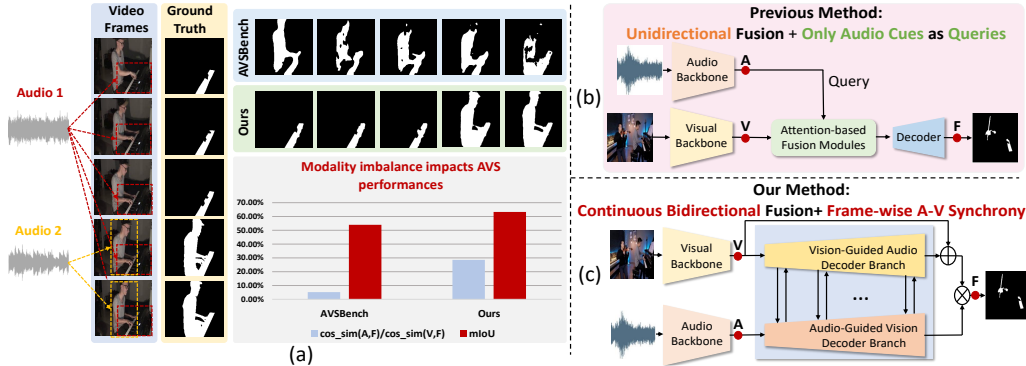 Video
Frames
Ground
Truth
Audio 1
Audio 2
AVSBench
Ours
Modality imbalance impacts AVS
performances
70.00%
60.00%
50.00%
40.00%
30.00%
20.00%
10.00%
0.00%
AVSBench
Ours
cos_sim(A,F)/cos_sim(V,F)
mIoU
(a)
Previous Method:
Unidirectional Fusion + Only Audio Cues as Queries
(b)
Audio
Backbone
A
Query
Visual
Backbone
V
Attention-based
Fusion Modules
Decoder
F
Our Method:
Continuous Bidirectional Fusion+ Frame-wise A-V Synchrony
(c)
Visual
Backbone
V
Vision-Guided Audio
Decoder Branch
...
F
Audio
Backbone
A
Audio-Guided Vision
Decoder Branch